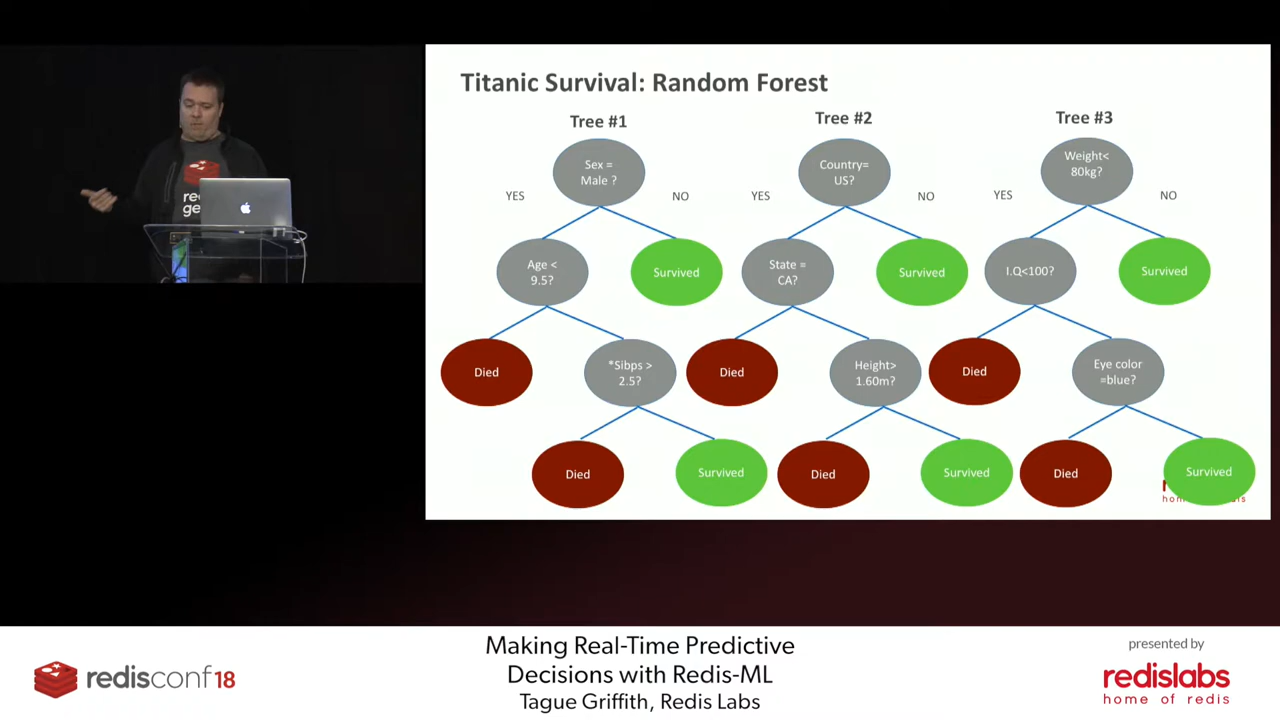 Titanic Survival: Random Forest
Tree #1
Tree #2
Tree #3
Sex =
Male ?
Country=
US?
Weight<
80kg?
YES
NO
YES
NO
YES
NO
Age <
9.5?
Survived
State =
CA?
Survived
I.Q<100?
Survived
Died
*Sibps >
2.5?
Died
Height>
1.60m?
Died
Eye color
=blue?
Died
Survived
Died
Survived
Died
Survived
redisconf 18
Making Real-Time Predictive
Decisions with Redis-ML
Tague Griffith, Redis Labs
presented by
redislabs
home of redis